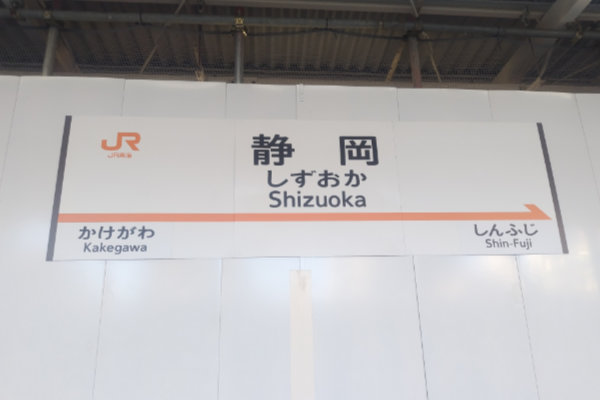 JR
JR東海
静岡
しずおか
Shizuoka
かけがわ
Kakegawa
しんふじ
Shin-Fuji